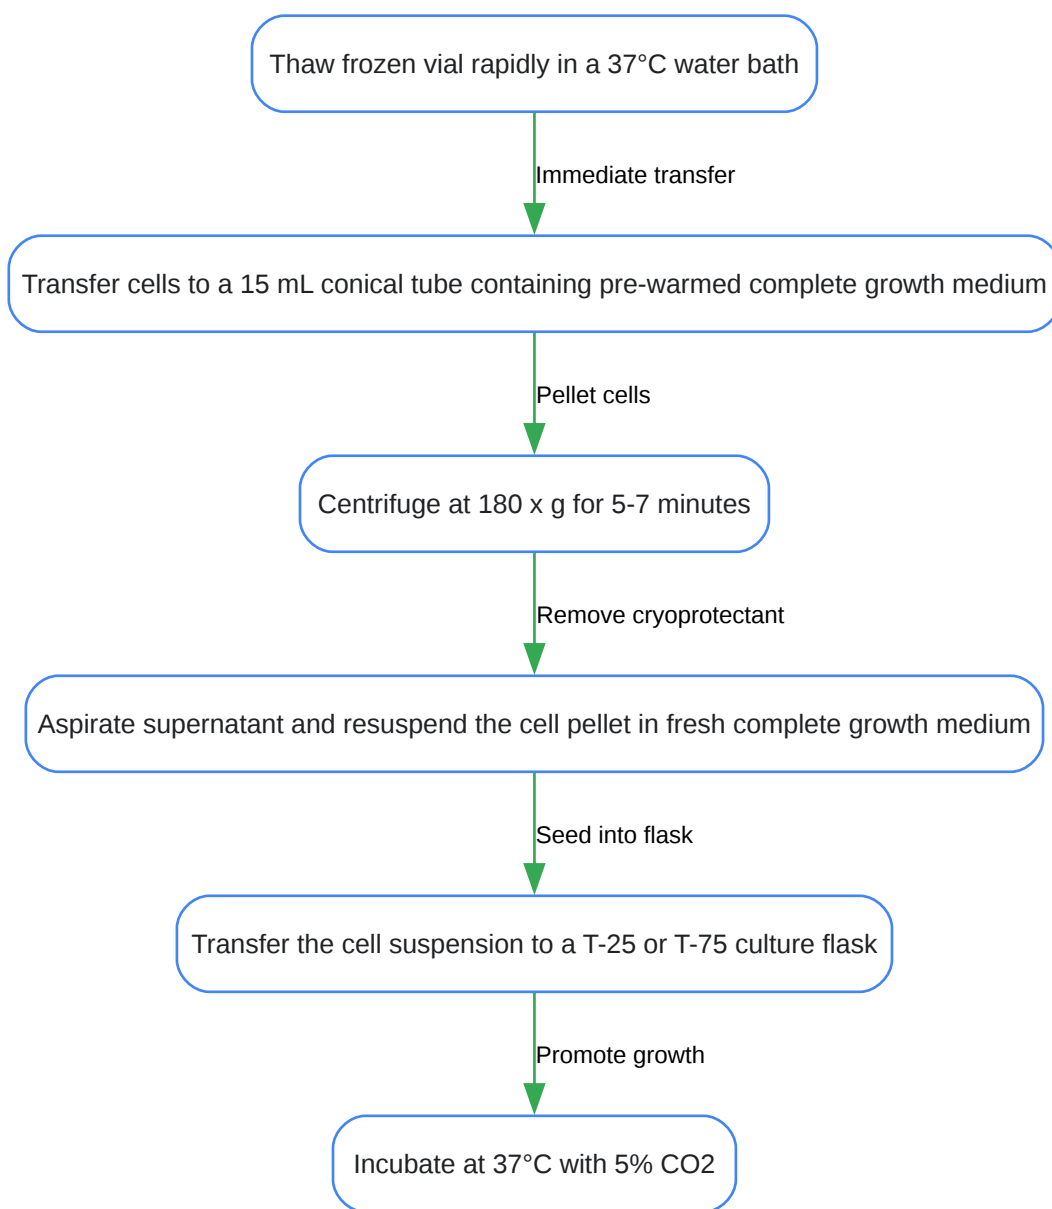 Thaw frozen vial rapidly in a 37°C water bath
Immediate transfer
Transfer cells to a 15 mL conical tube containing pre-warmed complete growth medium
Pellet cells
Centrifuge at 180 x g for 5-7 minutes
Remove cryoprotectant
Aspirate supernatant and resuspend the cell pellet in fresh complete growth medium
Seed into flask
Transfer the cell suspension to a T-25 or T-75 culture flask
Promote growth
Incubate at 37°C with 5% CO2